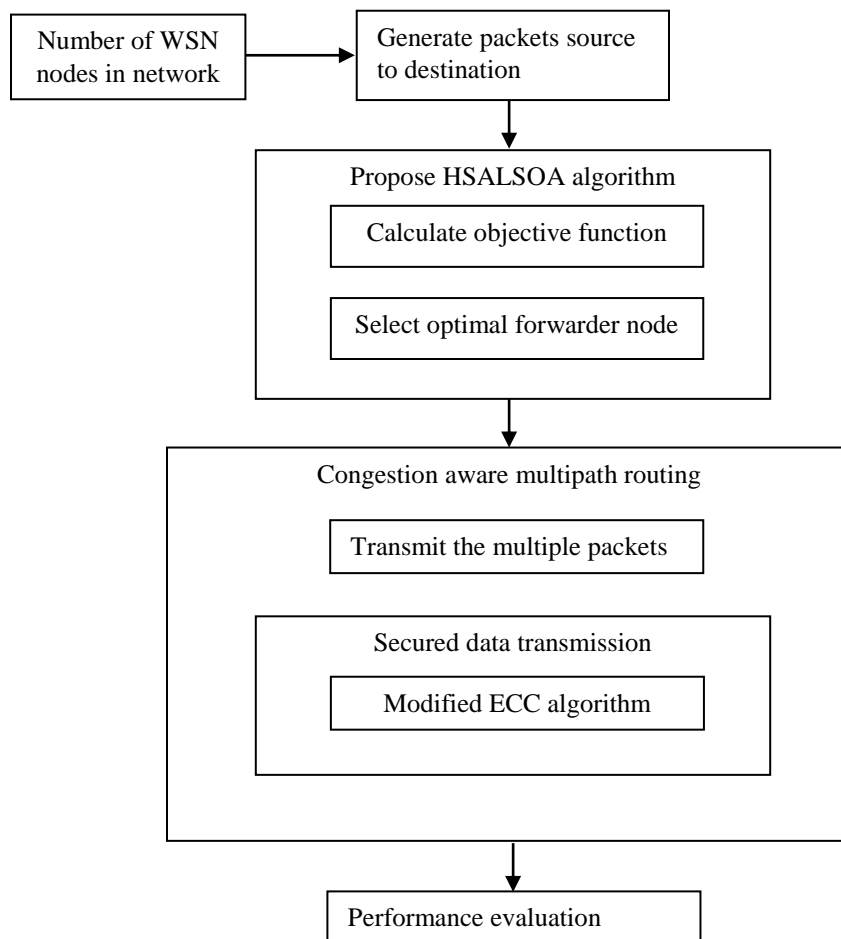 Number of WSN
nodes in network
Generate packets source
to destination
Propose HSALSOA algorithm
Calculate objective function
Select optimal forwarder node
Congestion aware multipath routing
Transmit the multiple packets
Secured data transmission
Modified ECC algorithm
Performance evaluation